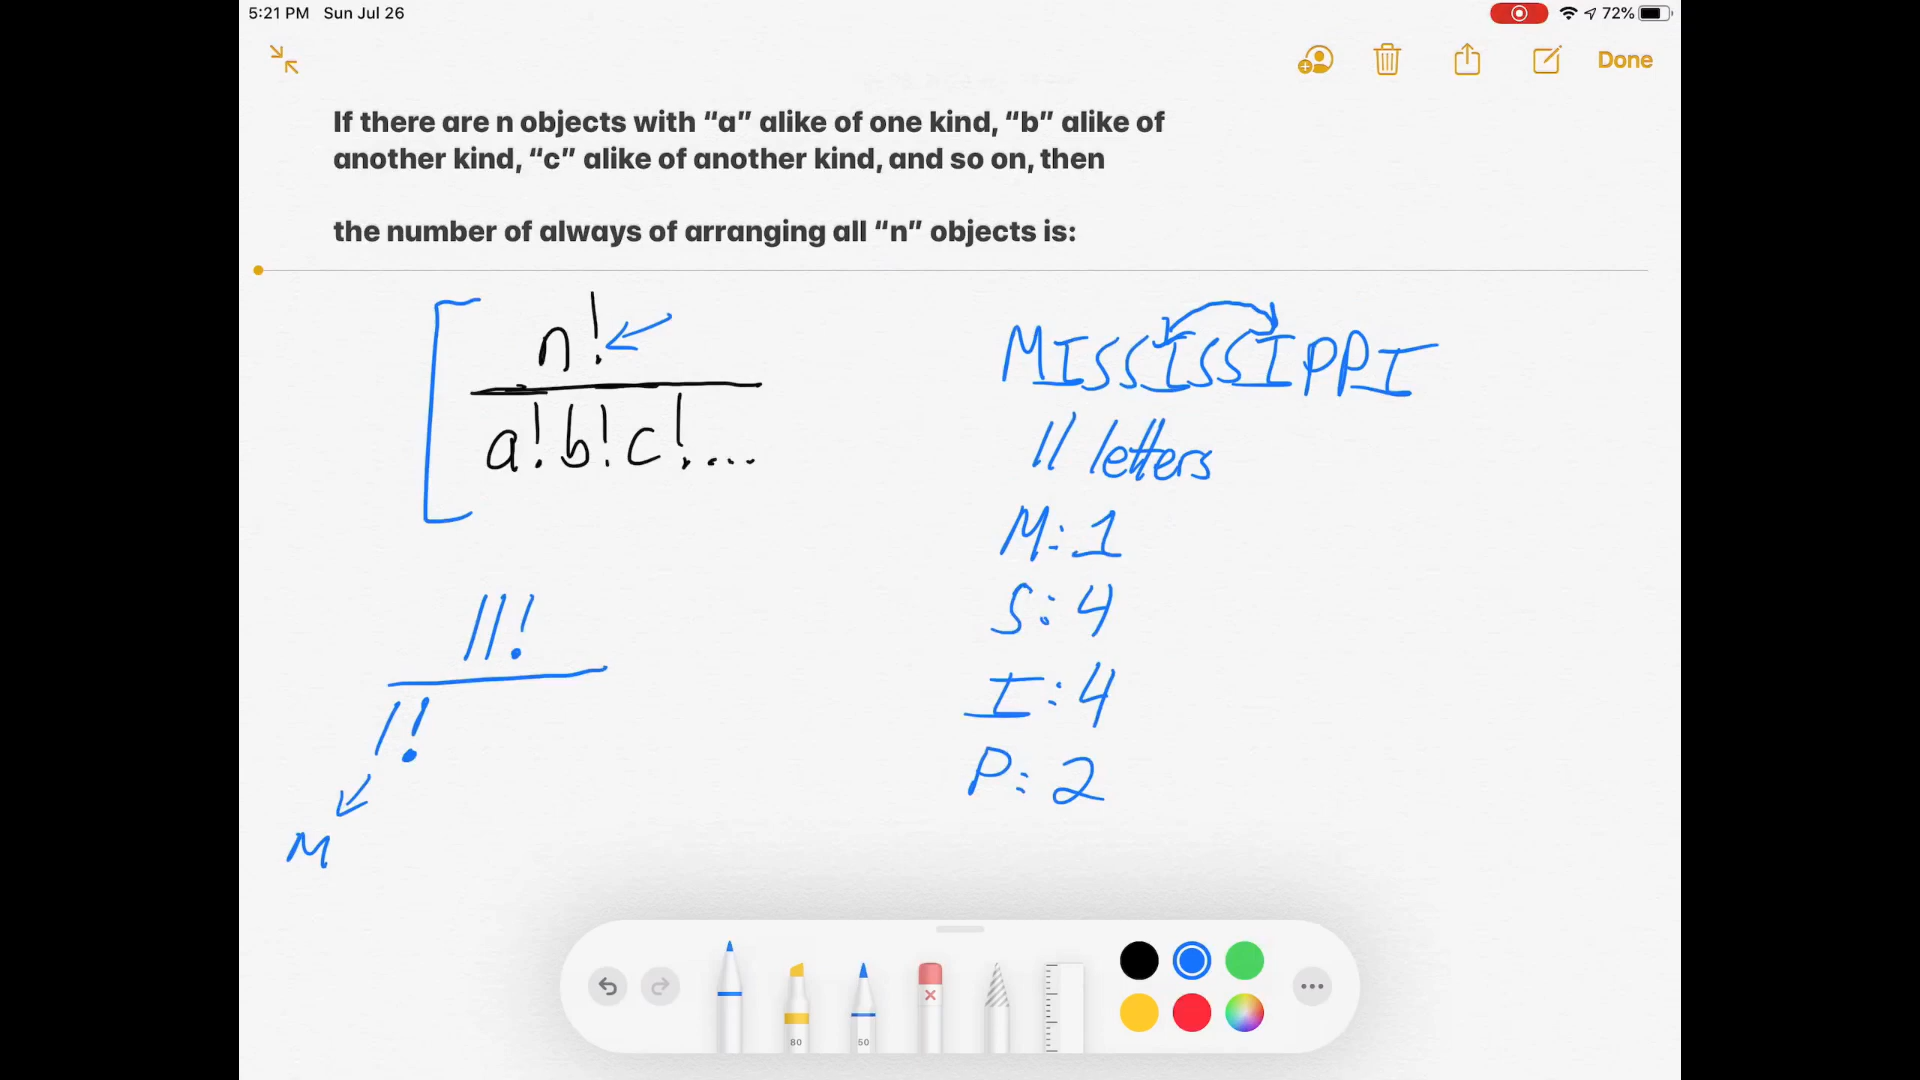 5:21 PM Sun Jul 26
72%
Done
If there are n objects with “a” alike of one kind, “b” alike of
another kind, “c” alike of another kind, and so on, then
the number of always of arranging all “n” objects is:
n!
a! b! c! ...
MISSISSIPPI
11 letters
M: 1
S: 4
I: 4
P: 2
11!
1!
M
80
50